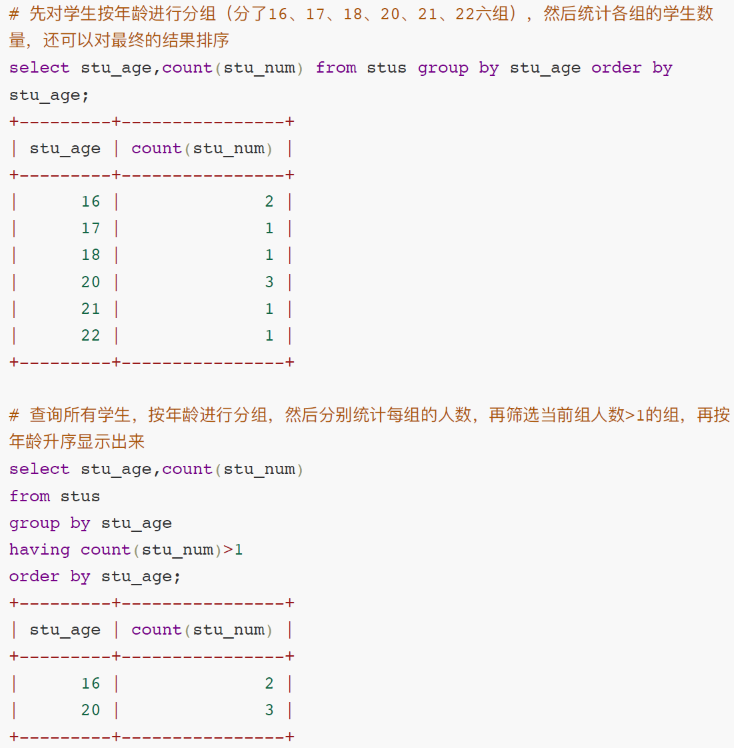 # 先对学生按年龄进行分组（分了16、17、18、20、21、22六组），然后统计各组的学生数
量，还可以对最终的结果排序
select stu_age,count(stu_num) from stus group by stu_age order by
stu_age;
+---------+----------------+
| stu_age | count(stu_num) |
+---------+----------------+
|      16 |              2 |
|      17 |              1 |
|      18 |              1 |
|      20 |              3 |
|      21 |              1 |
|      22 |              1 |
+---------+----------------+
# 查询所有学生，按年龄进行分组，然后分别统计每组的人数，再筛选当前组人数>1的组，再按
年龄升序显示出来
select stu_age,count(stu_num)
from stus
group by stu_age
having count(stu_num)>1
order by stu_age;
+---------+----------------+
| stu_age | count(stu_num) |
+---------+----------------+
|      16 |              2 |
|      20 |              3 |
+---------+----------------+